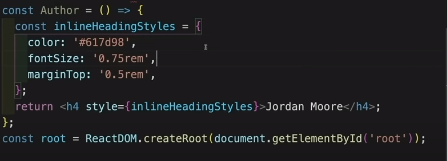 const Author = () => {
  const inlineHeadingStyles = {
    color: '#617d98',
    fontSize: '0.75rem',
    marginTop: '0.5rem',
  };
  return <h4 style={inlineHeadingStyles}>Jordan Moore</h4>;
};
const root = ReactDOM.createRoot(document.getElementById('root'));